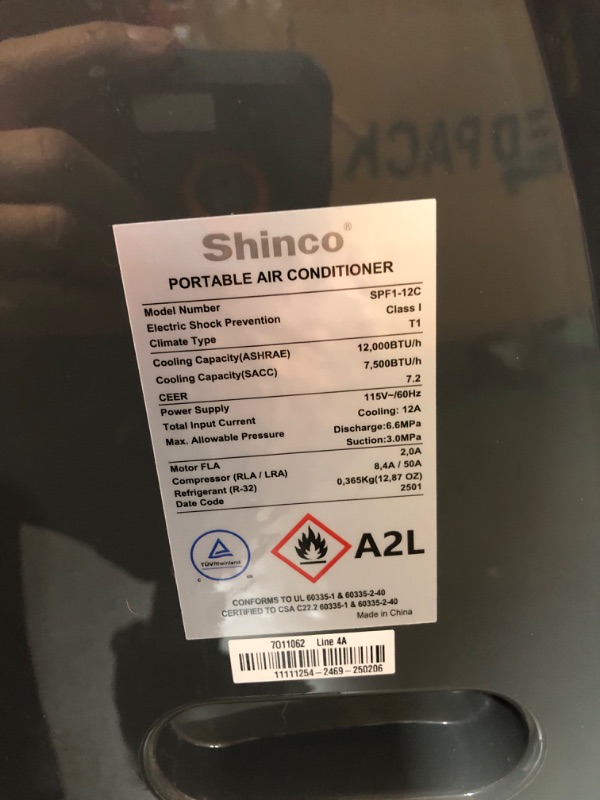 Shinco®
PORTABLE AIR CONDITIONER
Model Number SPF1-12C
Electric Shock Prevention Class I
Climate Type T1
Cooling Capacity(ASHRAE) 12,000BTU/h
Cooling Capacity(SACC) 7,500BTU/h
CEER 7.2
Power Supply 115V~/60Hz
Total Input Current Cooling: 12A
Max. Allowable Pressure Discharge:6.6MPa
Suction:3.0MPa
Motor FLA 2,0A
Compressor (RLA / LRA) 8,4A / 50A
Refrigerant (R-32) 0,365Kg(12,87 OZ)
Date Code 2501
TÜVRheinland
C US
A2L
CONFORMS TO UL 60335-1 & 60335-2-40
CERTIFIED TO CSA C22.2 60335-1 & 60335-2-40
Made in China
7011062 Line 4A
11111254-2469-250206